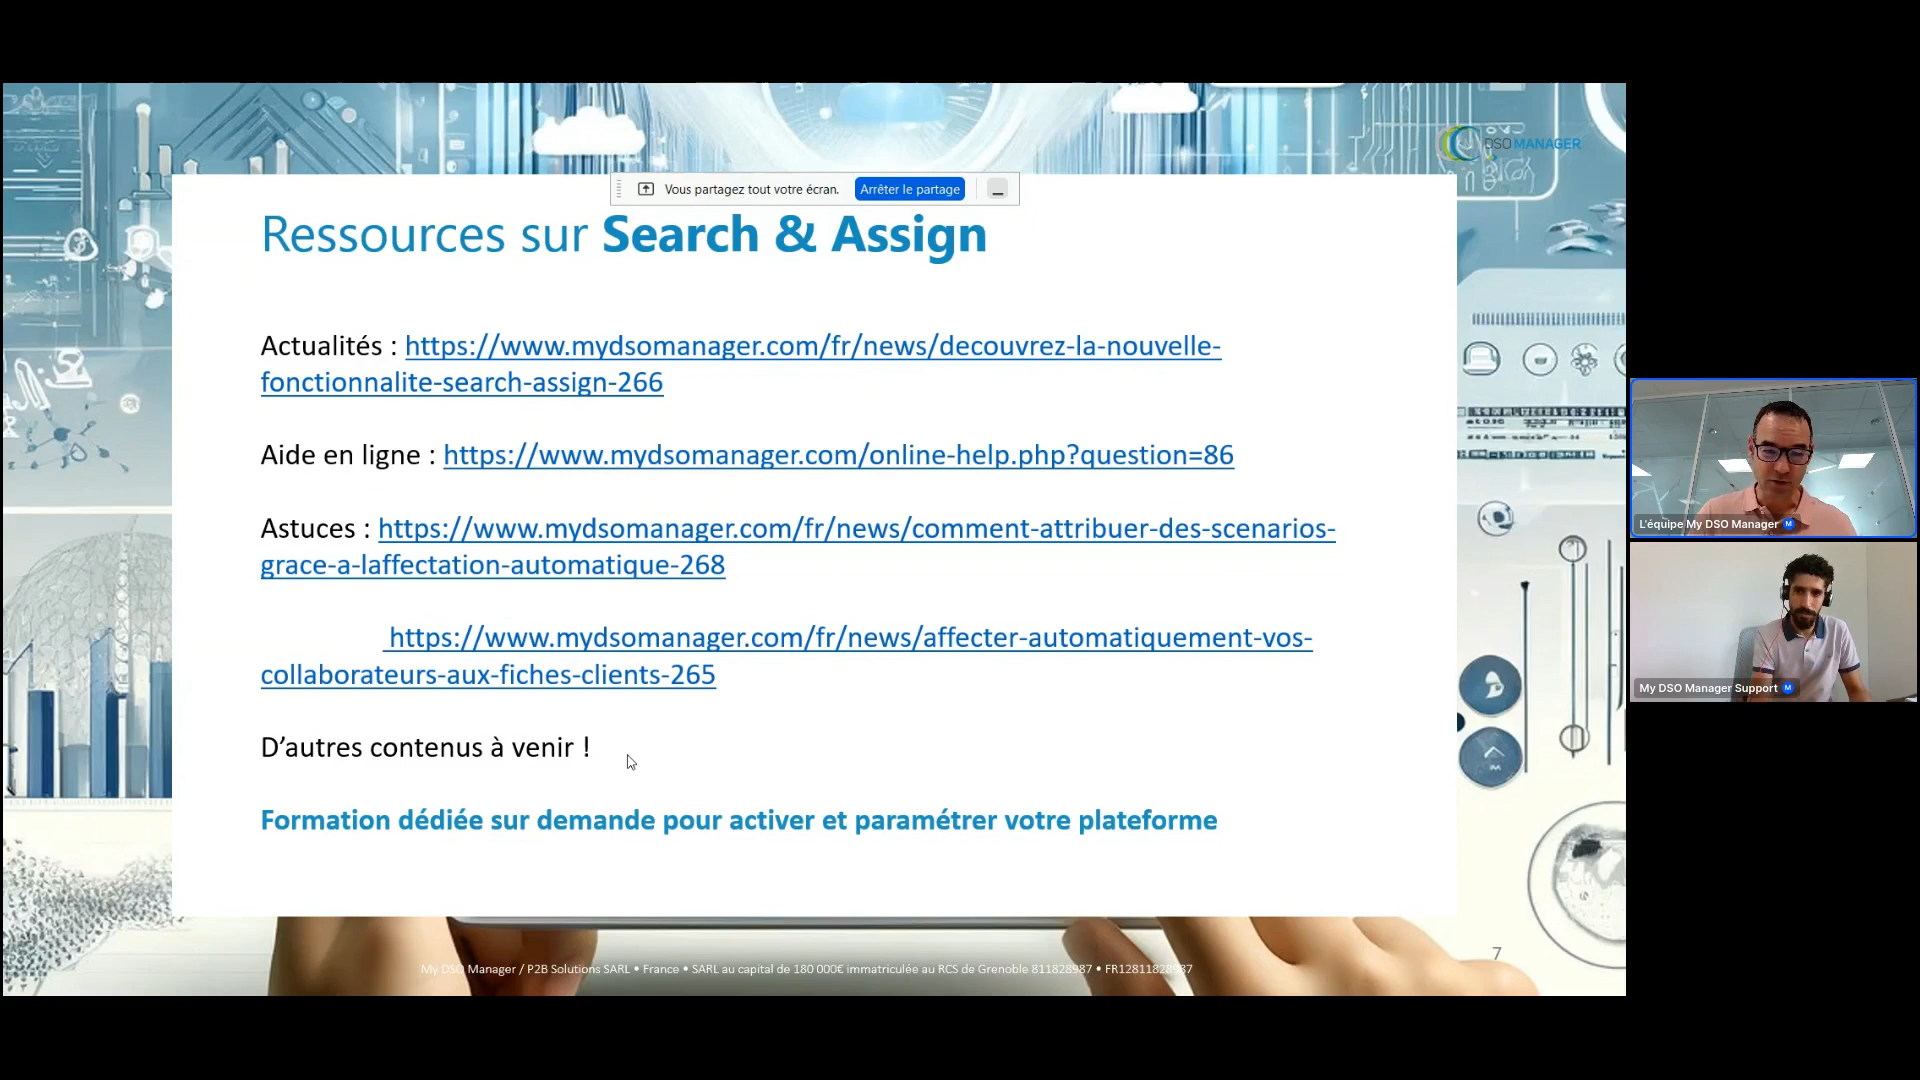 DSO MANAGER
Vous partagez tout votre écran. Arrêter le partage
Ressources sur Search & Assign
Actualités : https://www.mydsomanager.com/fr/news/decouvrez-la-nouvelle-
fonctionnalite-search-assign-266
Aide en ligne : https://www.mydsomanager.com/online-help.php?question=86
Astuces : https://www.mydsomanager.com/fr/news/comment-attribuer-des-scenarios-
grace-a-laffectation-automatique-268
https://www.mydsomanager.com/fr/news/affecter-automatiquement-vos-
collaborateurs-aux-fiches-clients-265
D’autres contenus à venir !
Formation dédiée sur demande pour activer et paramétrer votre plateforme
7
My DSO Manager / P2B Solutions SARL • France • SARL au capital de 180 000€ immatriculée au RCS de Grenoble 811828987 • FR12811828987
L'équipe My DSO Manager M
My DSO Manager Support M